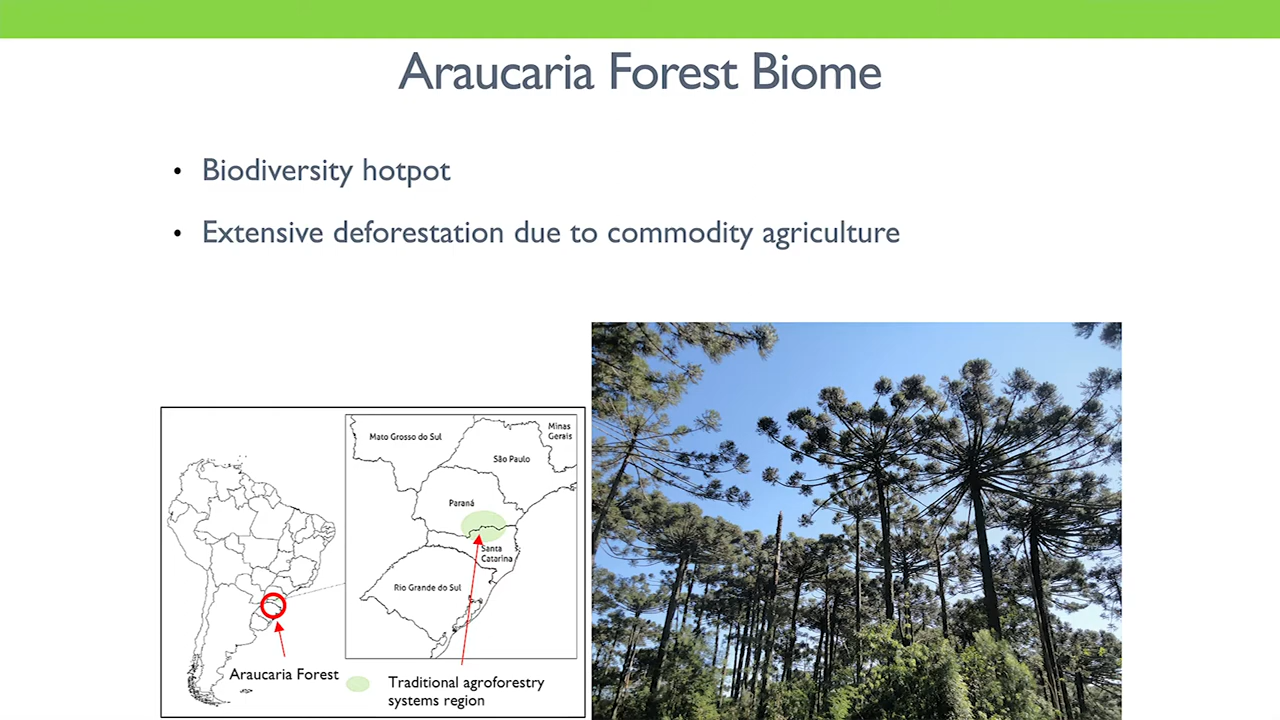 Araucaria Forest Biome
• Biodiversity hotpot
• Extensive deforestation due to commodity agriculture
Mato Grosso do Sul
Minas
Gerais
São Paulo
Paraná
Santa
Catarina
Rio Grande do Sul
Araucaria Forest
Traditional agroforestry
systems region